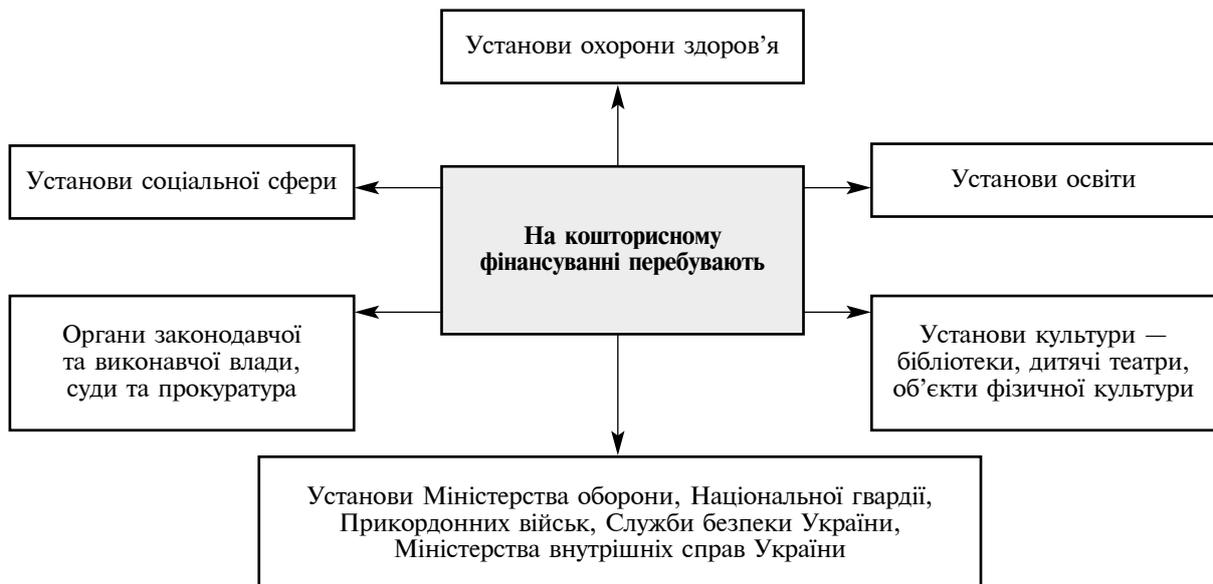 Установи охорони здоров’я
Установи соціальної сфери
На кошторисному
фінансуванні перебувають
Установи освіти
Органи законодавчої
та виконавчої влади,
суди та прокуратура
Установи культури —
бібліотеки, дитячі театри,
об’єкти фізичної культури
Установи Міністерства оборони, Національної гвардії,
Прикордонних військ, Служби безпеки України,
Міністерства внутрішніх справ України